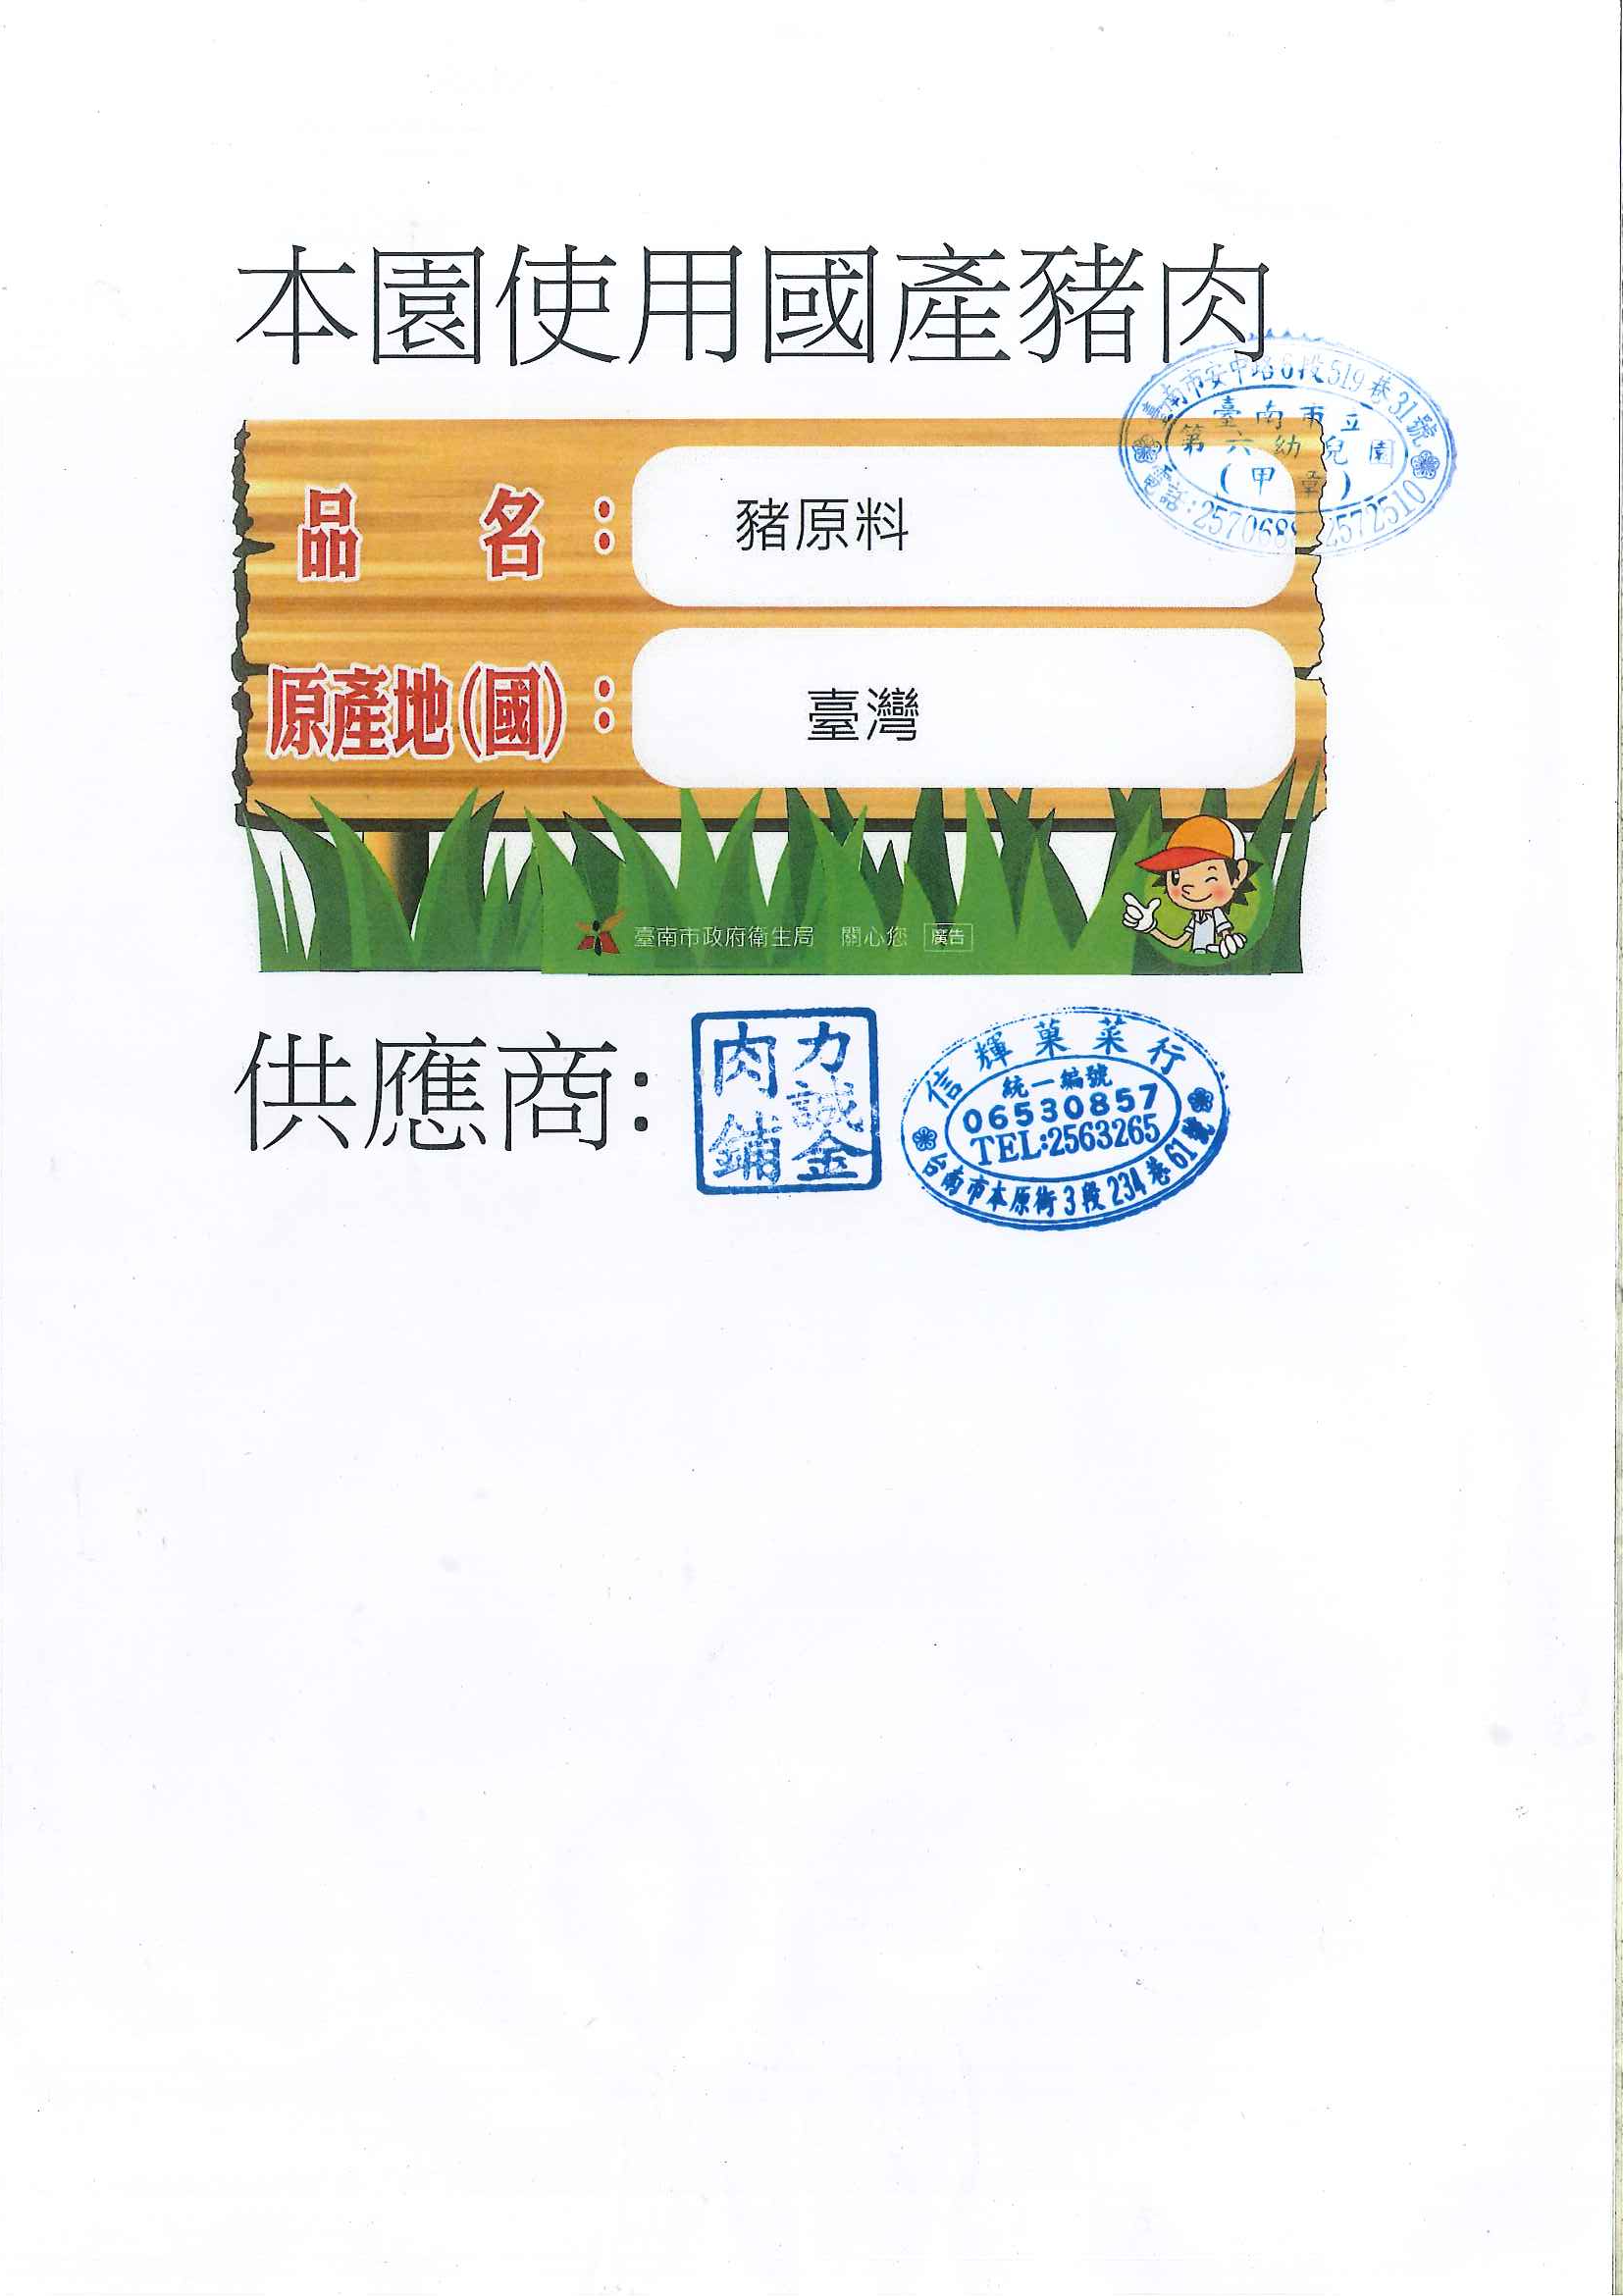 本園使用國產豬肉
臺南市安中路6段519巷31號
臺南市立
第六幼兒園
(甲章)
電話:2570688 2572510
品名：豬原料
原產地(國)：臺灣
臺南市政府衛生局 關心您 廣告
供應商:
力誠金
肉鋪
信輝菓菜行
統一編號
06530857
TEL:2563265
台南市本原街3段234巷61號